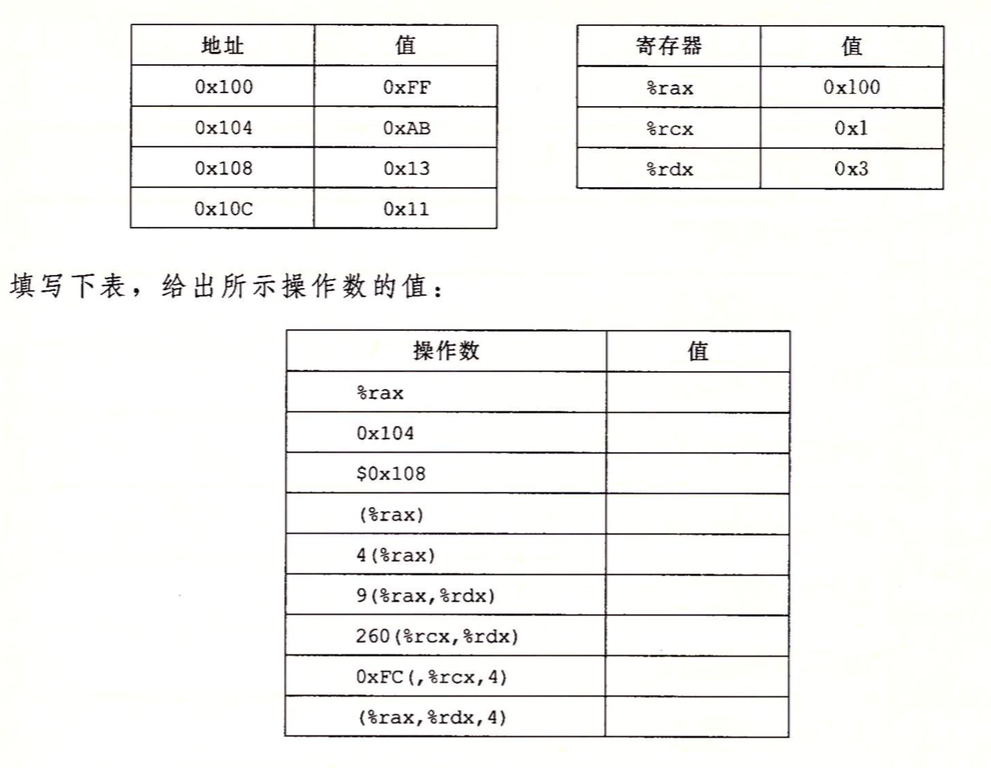 地址 值
0x100 0xFF
0x104 0xAB
0x108 0x13
0x10C 0x11
寄存器 值
%rax 0x100
%rcx 0x1
%rdx 0x3
填写下表，给出所示操作数的值：
操作数 值
%rax
0x104
$0x108
(%rax)
4(%rax)
9(%rax,%rdx)
260(%rcx,%rdx)
0xFC(,%rcx,4)
(%rax,%rdx,4)